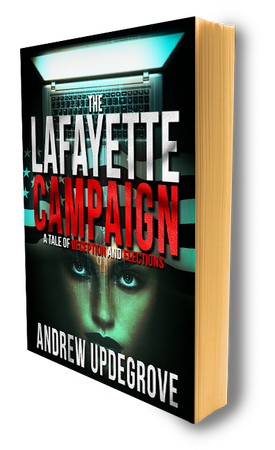 THE
LAFAYETTE
CAMPAIGN
A TALE OF DECEPTION AND ELECTIONS
ANDREW UPDEGROVE